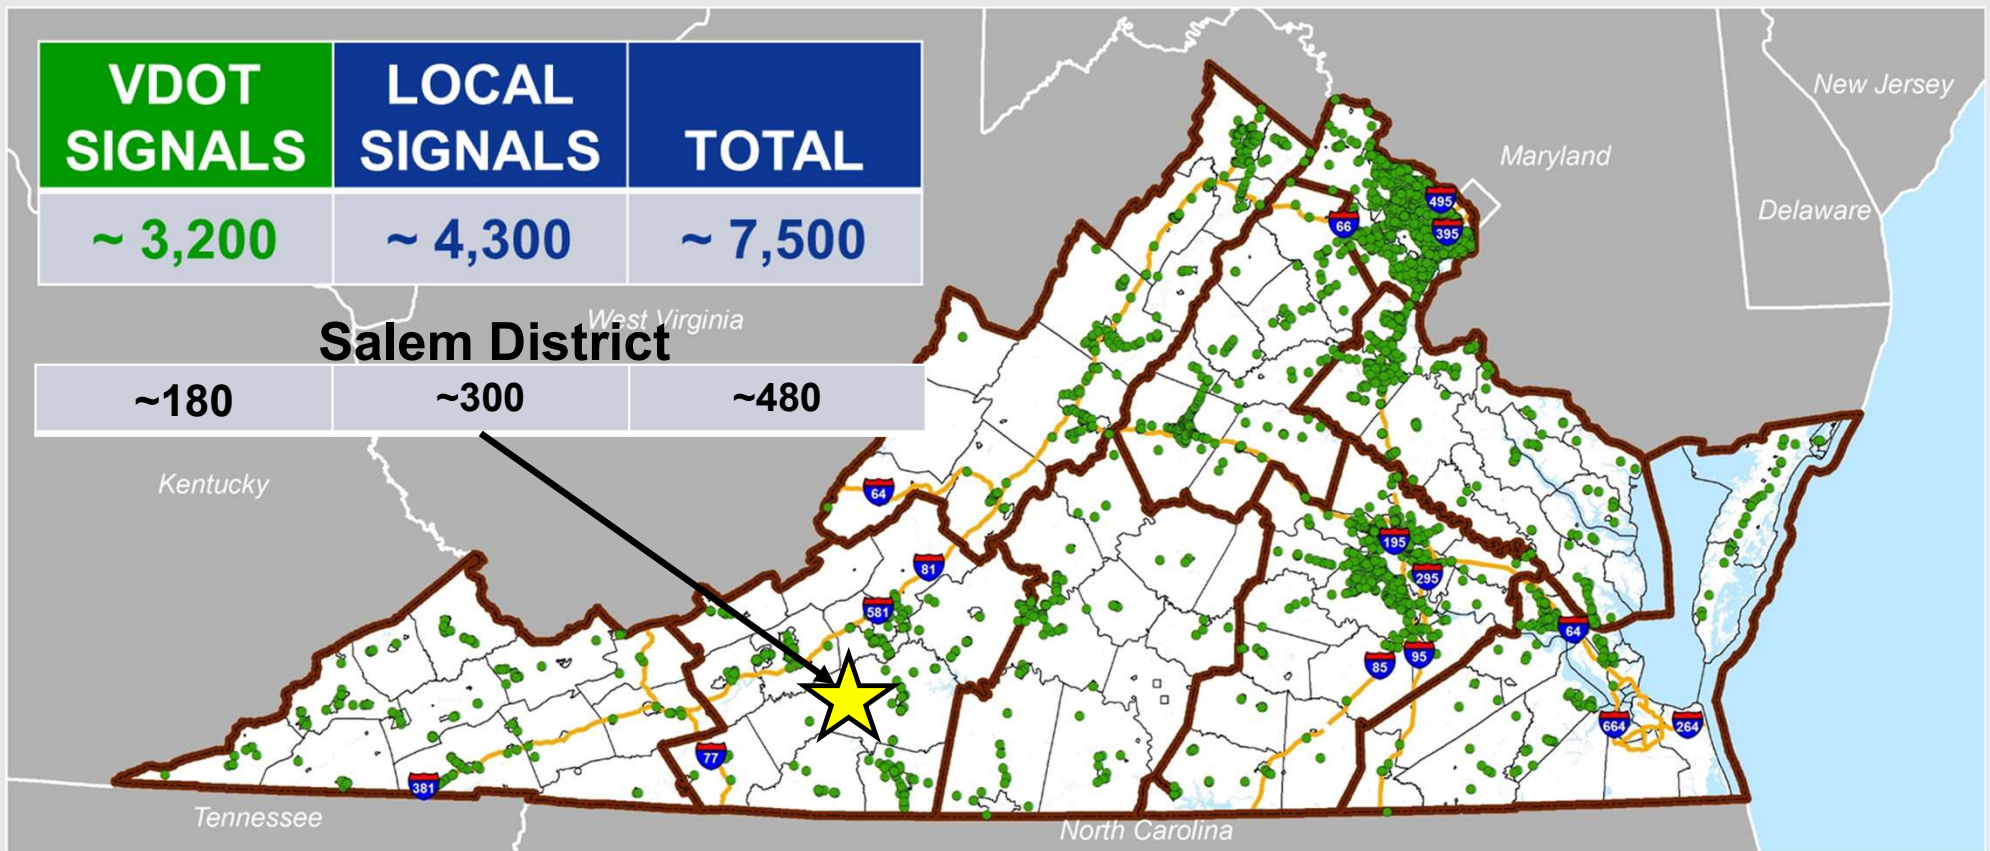 VDOT SIGNALS
LOCAL SIGNALS
TOTAL
~ 3,200
~ 4,300
~ 7,500
Salem District
~180
~300
~480
West Virginia
Kentucky
Tennessee
North Carolina
Maryland
New Jersey
Delaware
495
66
395
64
81
581
195
295
64
85
95
77
381
664
264